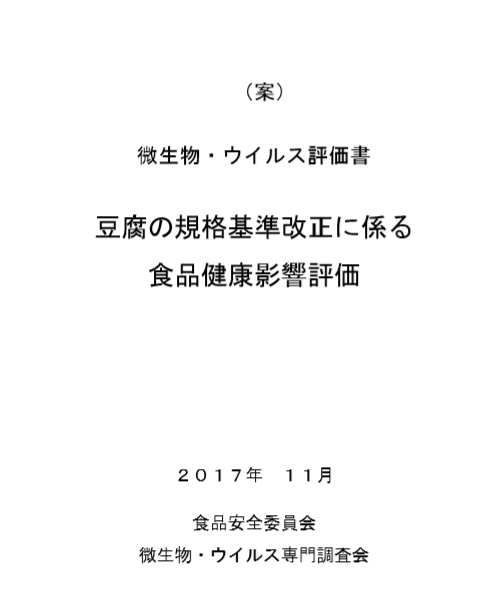 （案）
微生物・ウイルス評価書
豆腐の規格基準改正に係る
食品健康影響評価
２０１７年　１１月
食品安全委員会
微生物・ウイルス専門調査会